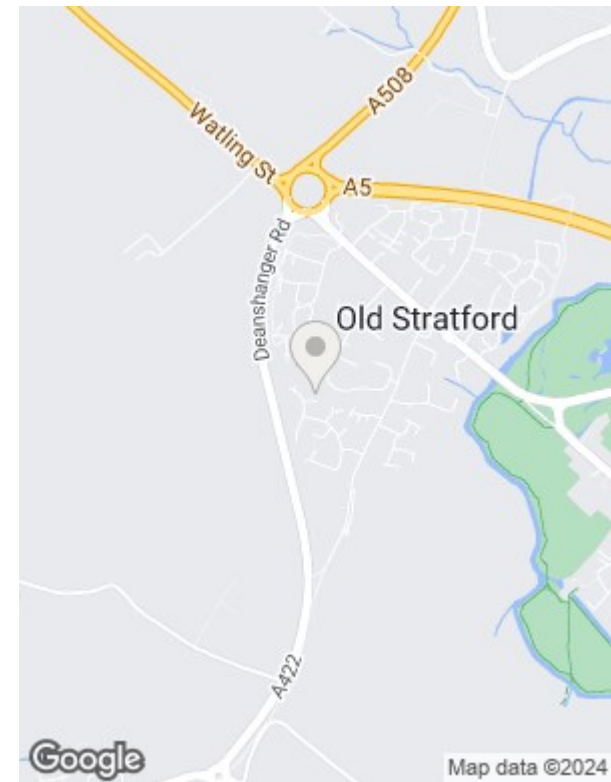 A508
Watling St
A5
Deanshanger Rd
Old Stratford
A422
Google
Map data ©2024